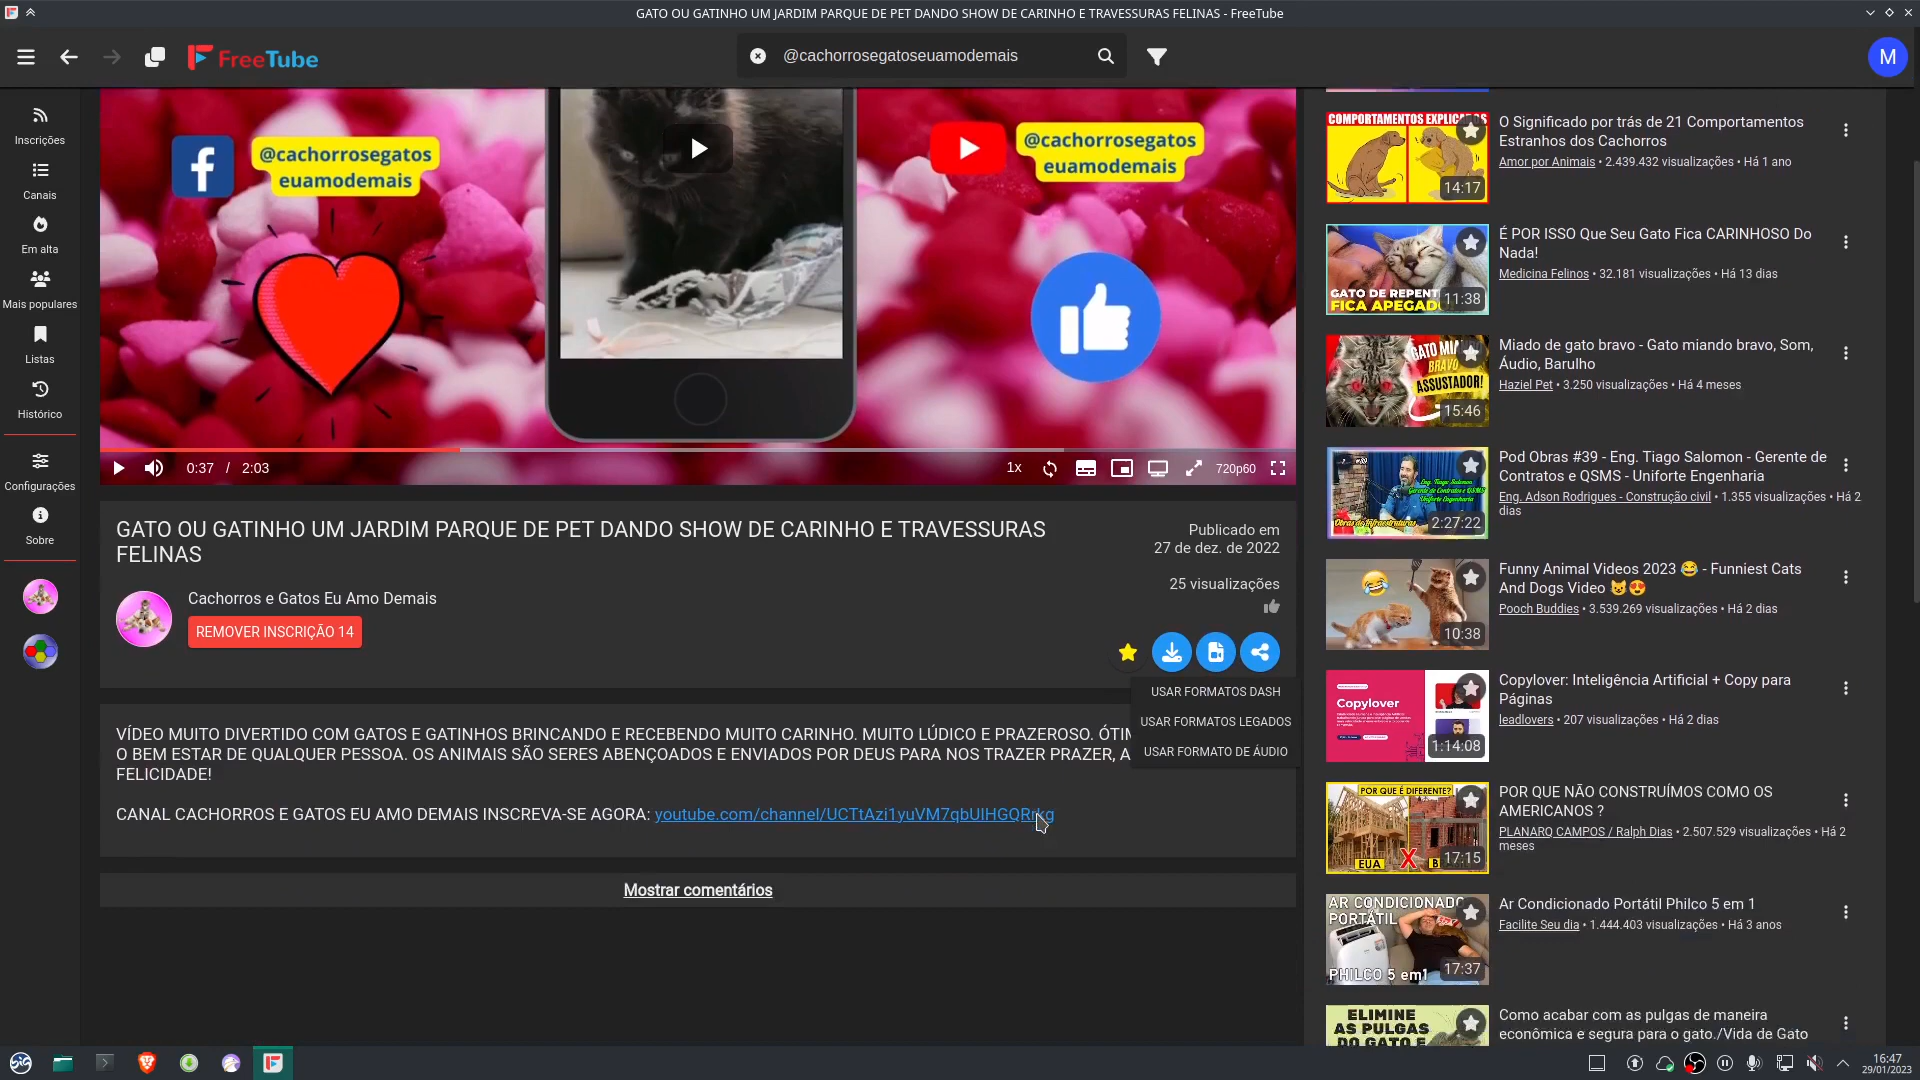 GATO OU GATINHO UM JARDIM PARQUE DE PET DANDO SHOW DE CARINHO E TRAVESSURAS FELINAS - FreeTube
FreeTube
@cachorrosegatoseuamodemais
M
Inscrições
Canais
Em alta
Mais populares
Listas
Histórico
Configurações
Sobre
@cachorrosegatos
euamodemais
@cachorrosegatos
euamodemais
0:37 / 2:03
1x
720p60
GATO OU GATINHO UM JARDIM PARQUE DE PET DANDO SHOW DE CARINHO E TRAVESSURAS
FELINAS
Publicado em
27 de dez. de 2022
25 visualizações
Cachorros e Gatos Eu Amo Demais
REMOVER INSCRIÇÃO 14
USAR FORMATOS DASH
USAR FORMATOS LEGADOS
USAR FORMATO DE ÁUDIO
VÍDEO MUITO DIVERTIDO COM GATOS E GATINHOS BRINCANDO E RECEBENDO MUITO CARINHO. MUITO LÚDICO E PRAZEROSO.
O BEM ESTAR DE QUALQUER PESSOA. OS ANIMAIS SÃO SERES ABENÇOADOS E ENVIADOS POR DEUS PARA NOS TRAZER PRAZER,
FELICIDADE!
CANAL CACHORROS E GATOS EU AMO DEMAIS INSCREVA-SE AGORA:
Mostrar comentários
COMPORTAMENTOS EXPLICADOS
14:17
O Significado por trás de 21 Comportamentos
Estranhos dos Cachorros
Amor por Animais • 2.439.432 visualizações • Há 1 ano
GATO DE REPENTE
FICA APEGADO
11:38
É POR ISSO Que Seu Gato Fica CARINHOSO Do
Nada!
Medicina Felinos • 32.181 visualizações • Há 13 dias
BRAVO
ASSUSTADOR!
15:46
Miado de gato bravo - Gato miando bravo, Som,
Áudio, Barulho
Haziel Pet • 3.250 visualizações • Há 4 meses
Eng. Tiago Salomon
Gerente de Contratos e QSMS
Uniforte Engenharia
Obras de Infraestruturas
2:27:22
Pod Obras #39 - Eng. Tiago Salomon - Gerente de
Contratos e QSMS - Uniforte Engenharia
Eng. Adson Rodrigues - Construção civil • 1.355 visualizações • Há 2
dias
10:38
Funny Animal Videos 2023 😂 - Funniest Cats
And Dogs Video 😺😍
Pooch Buddies • 3.539.269 visualizações • Há 2 dias
Copylover
1:14:08
Copylover: Inteligência Artificial + Copy para
Páginas
leadlovers • 207 visualizações • Há 2 dias
POR QUE É DIFERENTE?
EUA X B
17:15
POR QUE NÃO CONSTRUÍMOS COMO OS
AMERICANOS ?
PLANARQ CAMPOS / Ralph Dias • 2.507.529 visualizações • Há 2
meses
AR CONDICIONADO
PORTÁTIL
PHILCO 5 em1
17:37
Ar Condicionado Portátil Philco 5 em 1
Facilite Seu dia • 1.444.403 visualizações • Há 3 anos
ELIMINE
AS PULGAS
DO GATO E
Como acabar com as pulgas de maneira
econômica e segura para o gato./Vida de Gato
16:47
29/01/2023